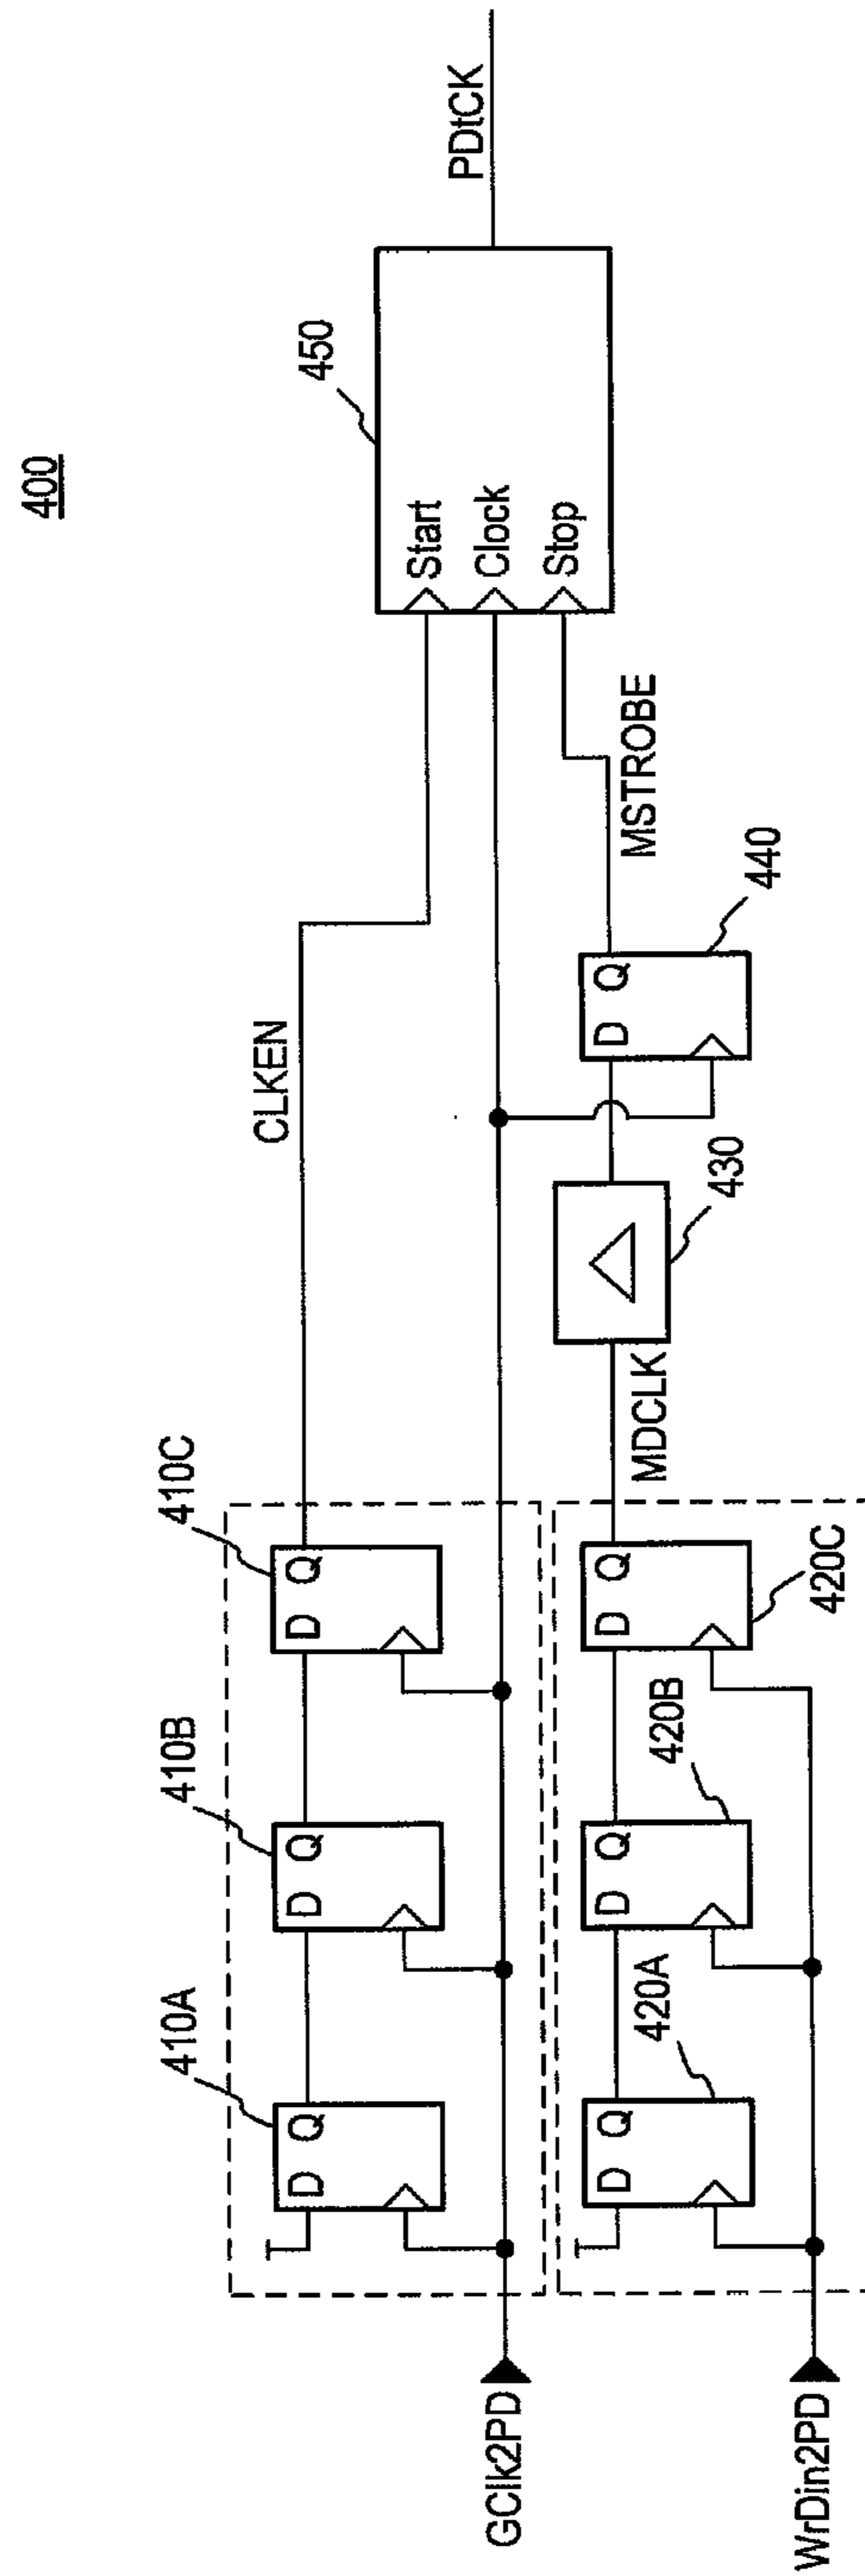 400
410A
410B
410C
CLKEN
450
D Q
D Q
D Q
Start
Clock
Stop
PDtCK
GClk2PD
MDCLK
MSTROBE
D Q
D Q
D Q
D Q
430
440
420A
420B
420C
WrDin2PD